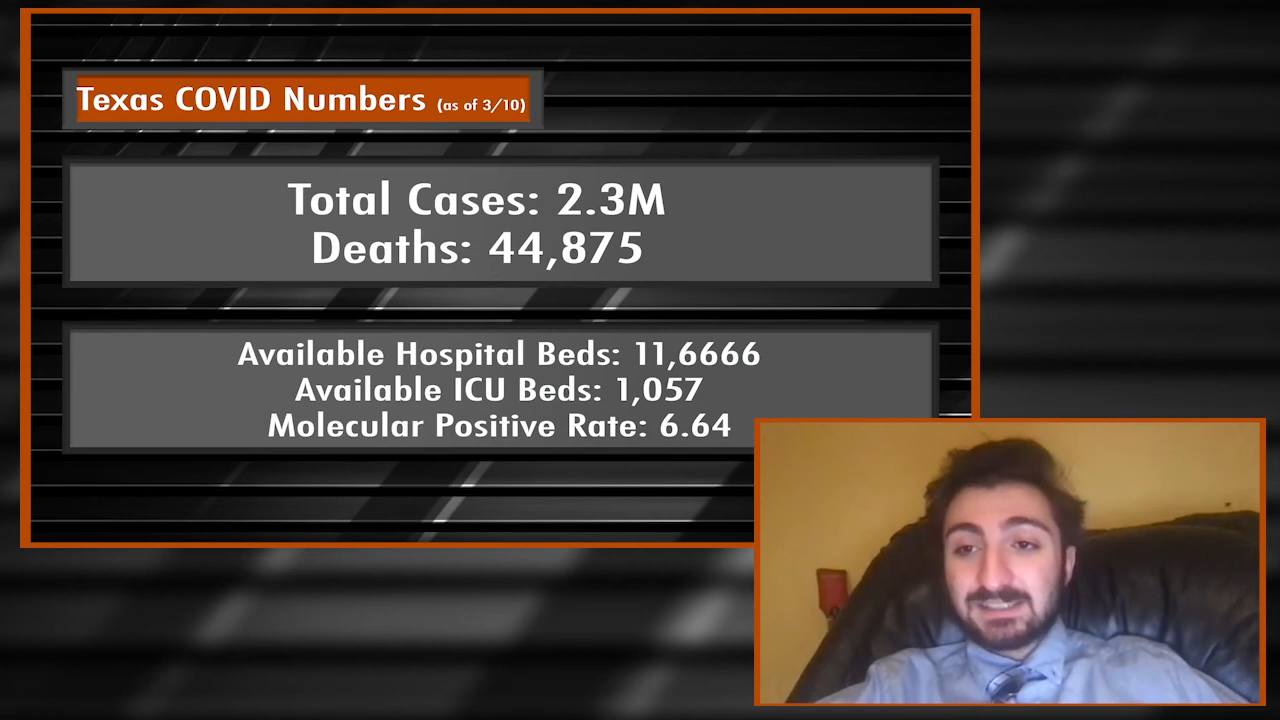 Texas COVID Numbers (as of 3/10)
Total Cases: 2.3M
Deaths: 44,875
Available Hospital Beds: 11,6666
Available ICU Beds: 1,057
Molecular Positive Rate: 6.64